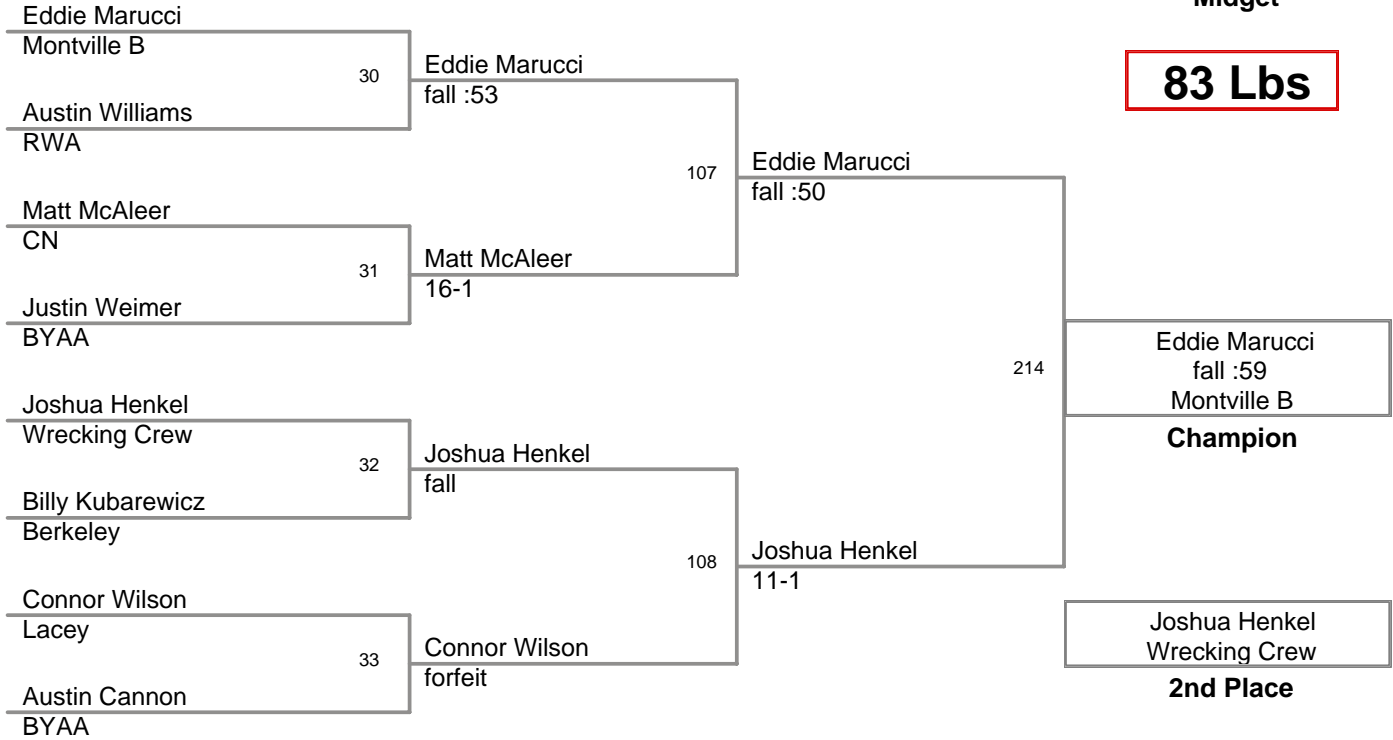 Midget
83 Lbs
Eddie Marucci
Montville B
30
Austin Williams
RWA
Eddie Marucci
fall :53
Matt McAleer
CN
31
Justin Weimer
BYAA
Matt McAleer
16-1
107
Eddie Marucci
fall :50
Joshua Henkel
Wrecking Crew
32
Billy Kubarewicz
Berkeley
Joshua Henkel
fall
Connor Wilson
Lacey
33
Austin Cannon
BYAA
Connor Wilson
forfeit
108
Joshua Henkel
11-1
214
Eddie Marucci
fall :59
Montville B
Champion
Joshua Henkel
Wrecking Crew
2nd Place